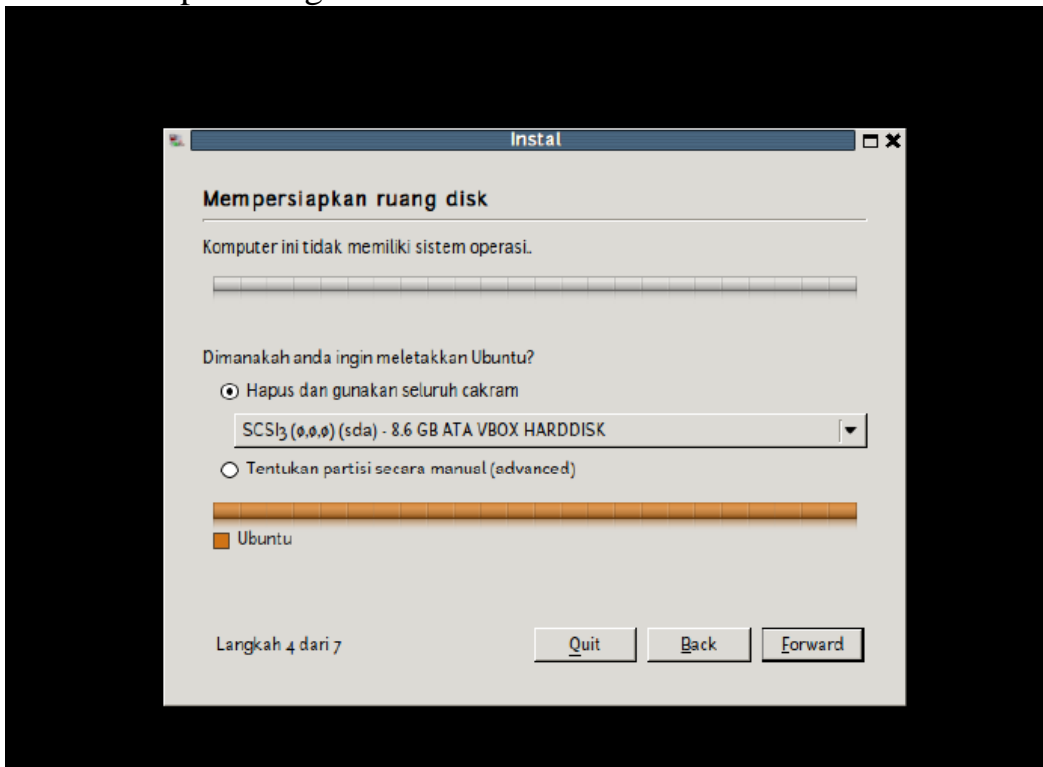 Instal
Mempersiapkan ruang disk
Komputer ini tidak memiliki sistem operasi..
Dimanakah anda ingin meletakkan Ubuntu?
Hapus dan gunakan seluruh cakram
SCSI3 (0,0,0) (sda) - 8.6 GB ATA VBOX HARDDISK
Tentukan partisi secara manual (advanced)
Ubuntu
Langkah 4 dari 7 Quit Back Forward